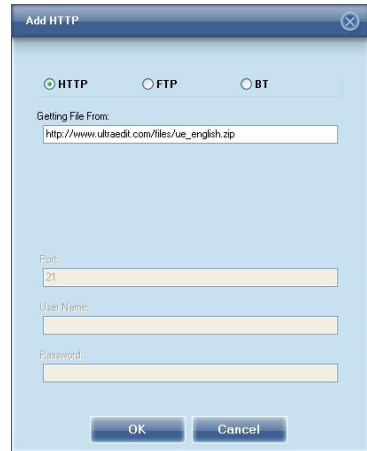 Add HTTP
HTTP FTP BT
Getting File From:
http://www.ultraedit.com/files/ue_english.zip
Port:
21
User Name:
Password:
OK Cancel